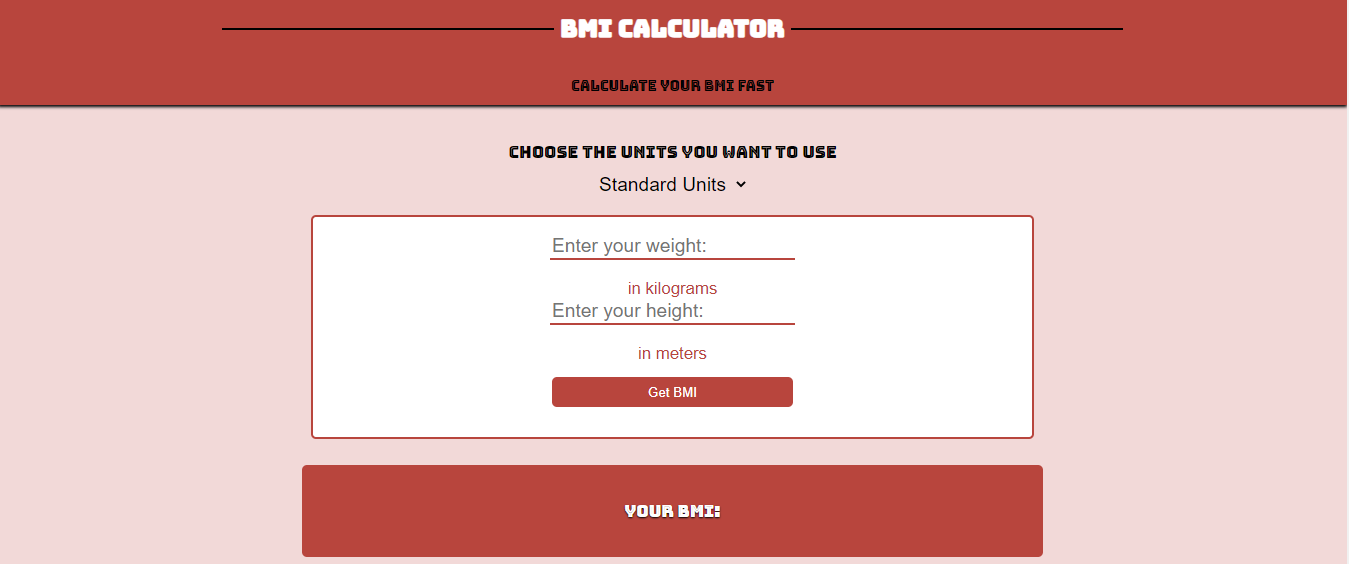 BMI CALCULATOR
CALCULATE YOUR BMI FAST
CHOOSE THE UNITS YOU WANT TO USE
Standard Units
Enter your weight:
in kilograms
Enter your height:
in meters
Get BMI
YOUR BMI: